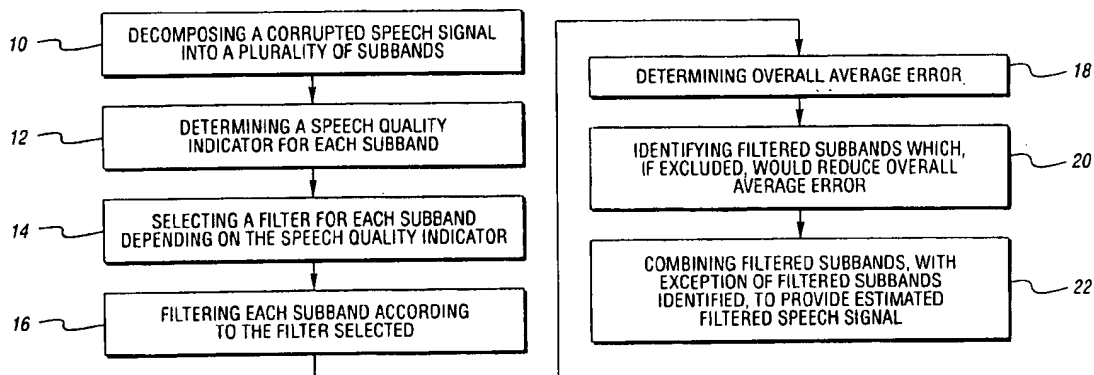 10
DECOMPOSING A CORRUPTED SPEECH SIGNAL
INTO A PLURALITY OF SUBBANDS
12
DETERMINING A SPEECH QUALITY
INDICATOR FOR EACH SUBBAND
14
SELECTING A FILTER FOR EACH SUBBAND
DEPENDING ON THE SPEECH QUALITY INDICATOR
16
FILTERING EACH SUBBAND ACCORDING
TO THE FILTER SELECTED
DETERMINING OVERALL AVERAGE ERROR
18
IDENTIFYING FILTERED SUBBANDS WHICH,
IF EXCLUDED, WOULD REDUCE OVERALL
AVERAGE ERROR
20
COMBINING FILTERED SUBBANDS, WITH
EXCEPTION OF FILTERED SUBBANDS
IDENTIFIED, TO PROVIDE ESTIMATED
FILTERED SPEECH SIGNAL
22